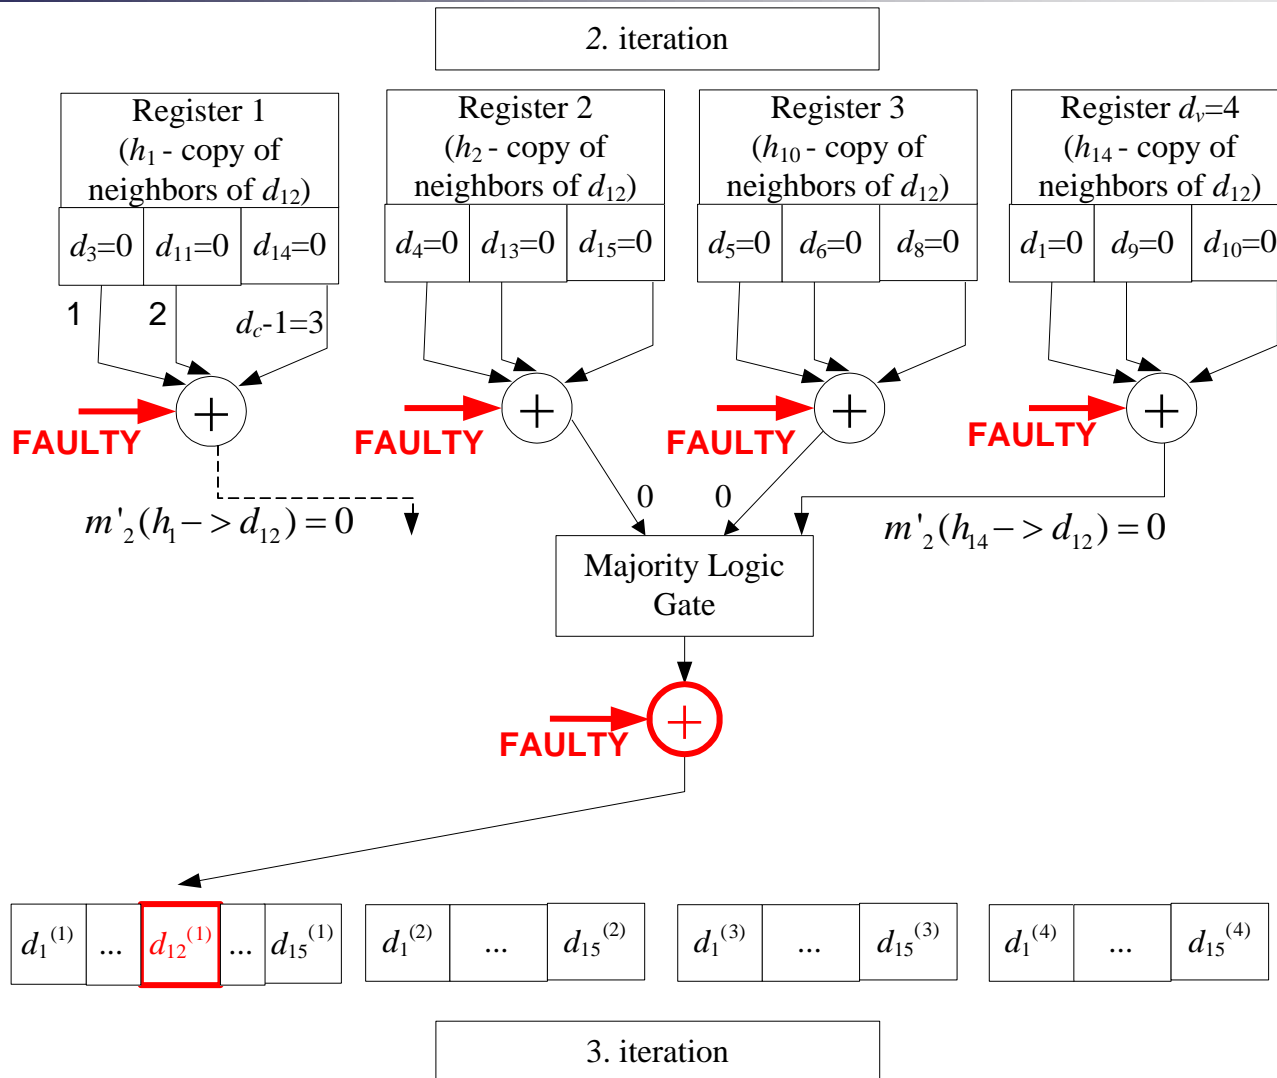 2. iteration
Register 1
(h₁ - copy of
neighbors of d₁₂)
Register 2
(h₂ - copy of
neighbors of d₁₂)
Register 3
(h₁₀ - copy of
neighbors of d₁₂)
Register dᵥ=4
(h₁₄ - copy of
neighbors of d₁₂)
d₃=0 d₁₁=0 d₁₄=0
d₄=0 d₁₃=0 d₁₅=0
d₅=0 d₆=0 d₈=0
d₁=0 d₉=0 d₁₀=0
1 2 d_c-1=3
+ + + +
FAULTY FAULTY FAULTY FAULTY
0 0
m'₂(h₁−>d₁₂)=0
m'₂(h₁₄−>d₁₂)=0
Majority Logic
Gate
+
FAULTY
d₁⁽¹⁾ ... d₁₂⁽¹⁾ ... d₁₅⁽¹⁾
d₁⁽²⁾ ... d₁₅⁽²⁾
d₁⁽³⁾ ... d₁₅⁽³⁾
d₁⁽⁴⁾ ... d₁₅⁽⁴⁾
3. iteration